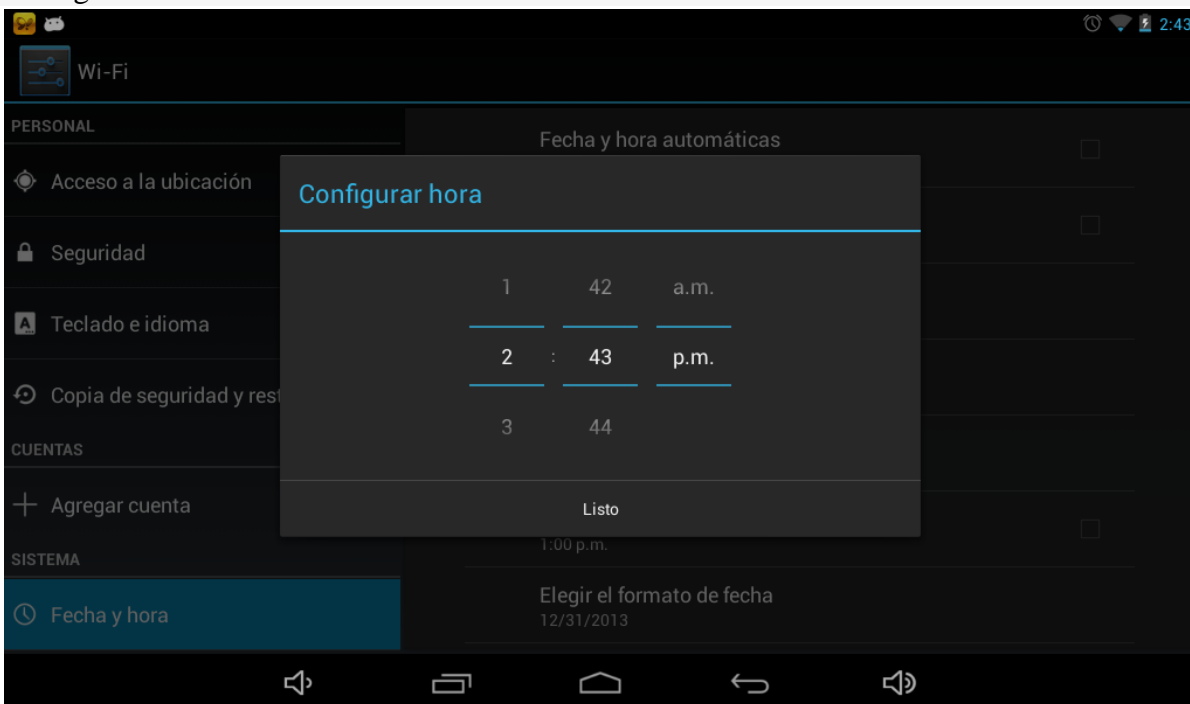 2:43
Wi-Fi
PERSONAL
Acceso a la ubicación
Seguridad
Teclado e idioma
Copia de seguridad y rest
CUENTAS
Agregar cuenta
SISTEMA
Fecha y hora
Fecha y hora automáticas
Configurar hora
1 42 a.m.
2 : 43 p.m.
3 44
Listo
1:00 p.m.
Elegir el formato de fecha
12/31/2013